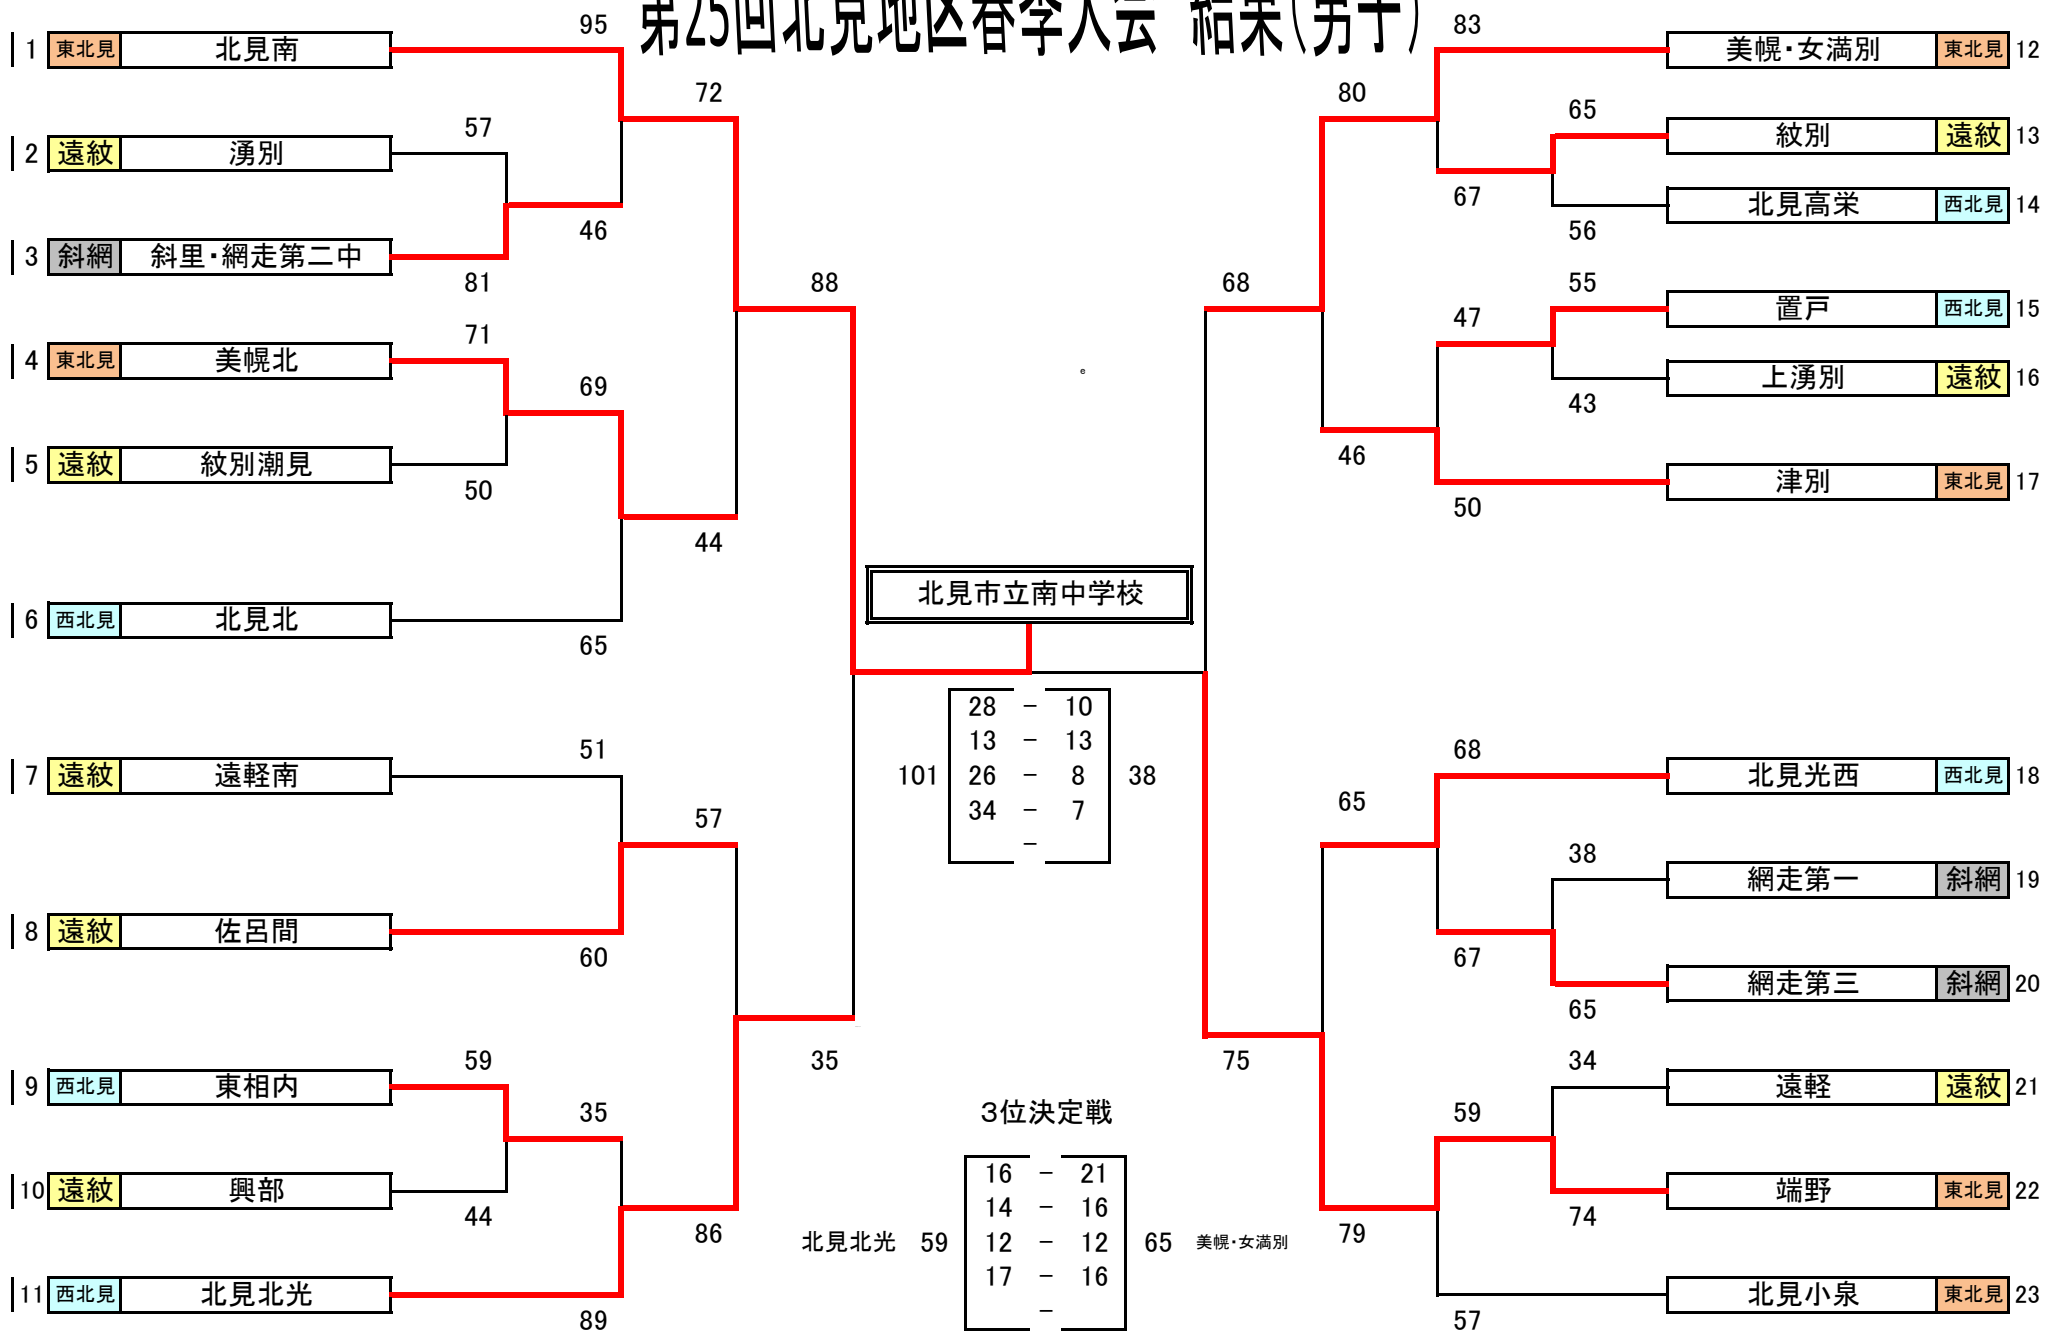 第25回北見地区春季大会 結果(男子)
1 東北見 北見南
95
2 遠紋 湧別
57
3 斜網 斜里・網走第二中
81
46
72
4 東北見 美幌北
71
5 遠紋 紋別潮見
50
69
6 西北見 北見北
65
44
88
7 遠紋 遠軽南
51
8 遠紋 佐呂間
60
57
9 西北見 東相内
59
10 遠紋 興部
44
35
11 西北見 北見北光
89
86
35
北見市立南中学校
28 - 10
13 - 13
101 26 - 8 38
34 - 7
-
e
3位決定戦
16 - 21
14 - 16
北見北光 59 12 - 12 65 美幌・女満別
17 - 16
-
83
美幌・女満別 東北見 12
80
65
紋別 遠紋 13
67
北見高栄 西北見 14
56
68
55
置戸 西北見 15
47
上湧別 遠紋 16
43
46
津別 東北見 17
50
68
北見光西 西北見 18
65
38
網走第一 斜網 19
67
網走第三 斜網 20
65
75
34
遠軽 遠紋 21
59
端野 東北見 22
74
79
北見小泉 東北見 23
57